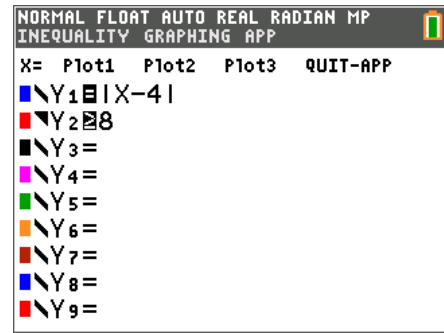 NORMAL FLOAT AUTO REAL RADIAN MP
INEQUALITY GRAPHING APP
X= Plot1 Plot2 Plot3 QUIT-APP
Y₁=|X-4|
Y₂≥8
Y₃=
Y₄=
Y₅=
Y₆=
Y₇=
Y₈=
Y₉=